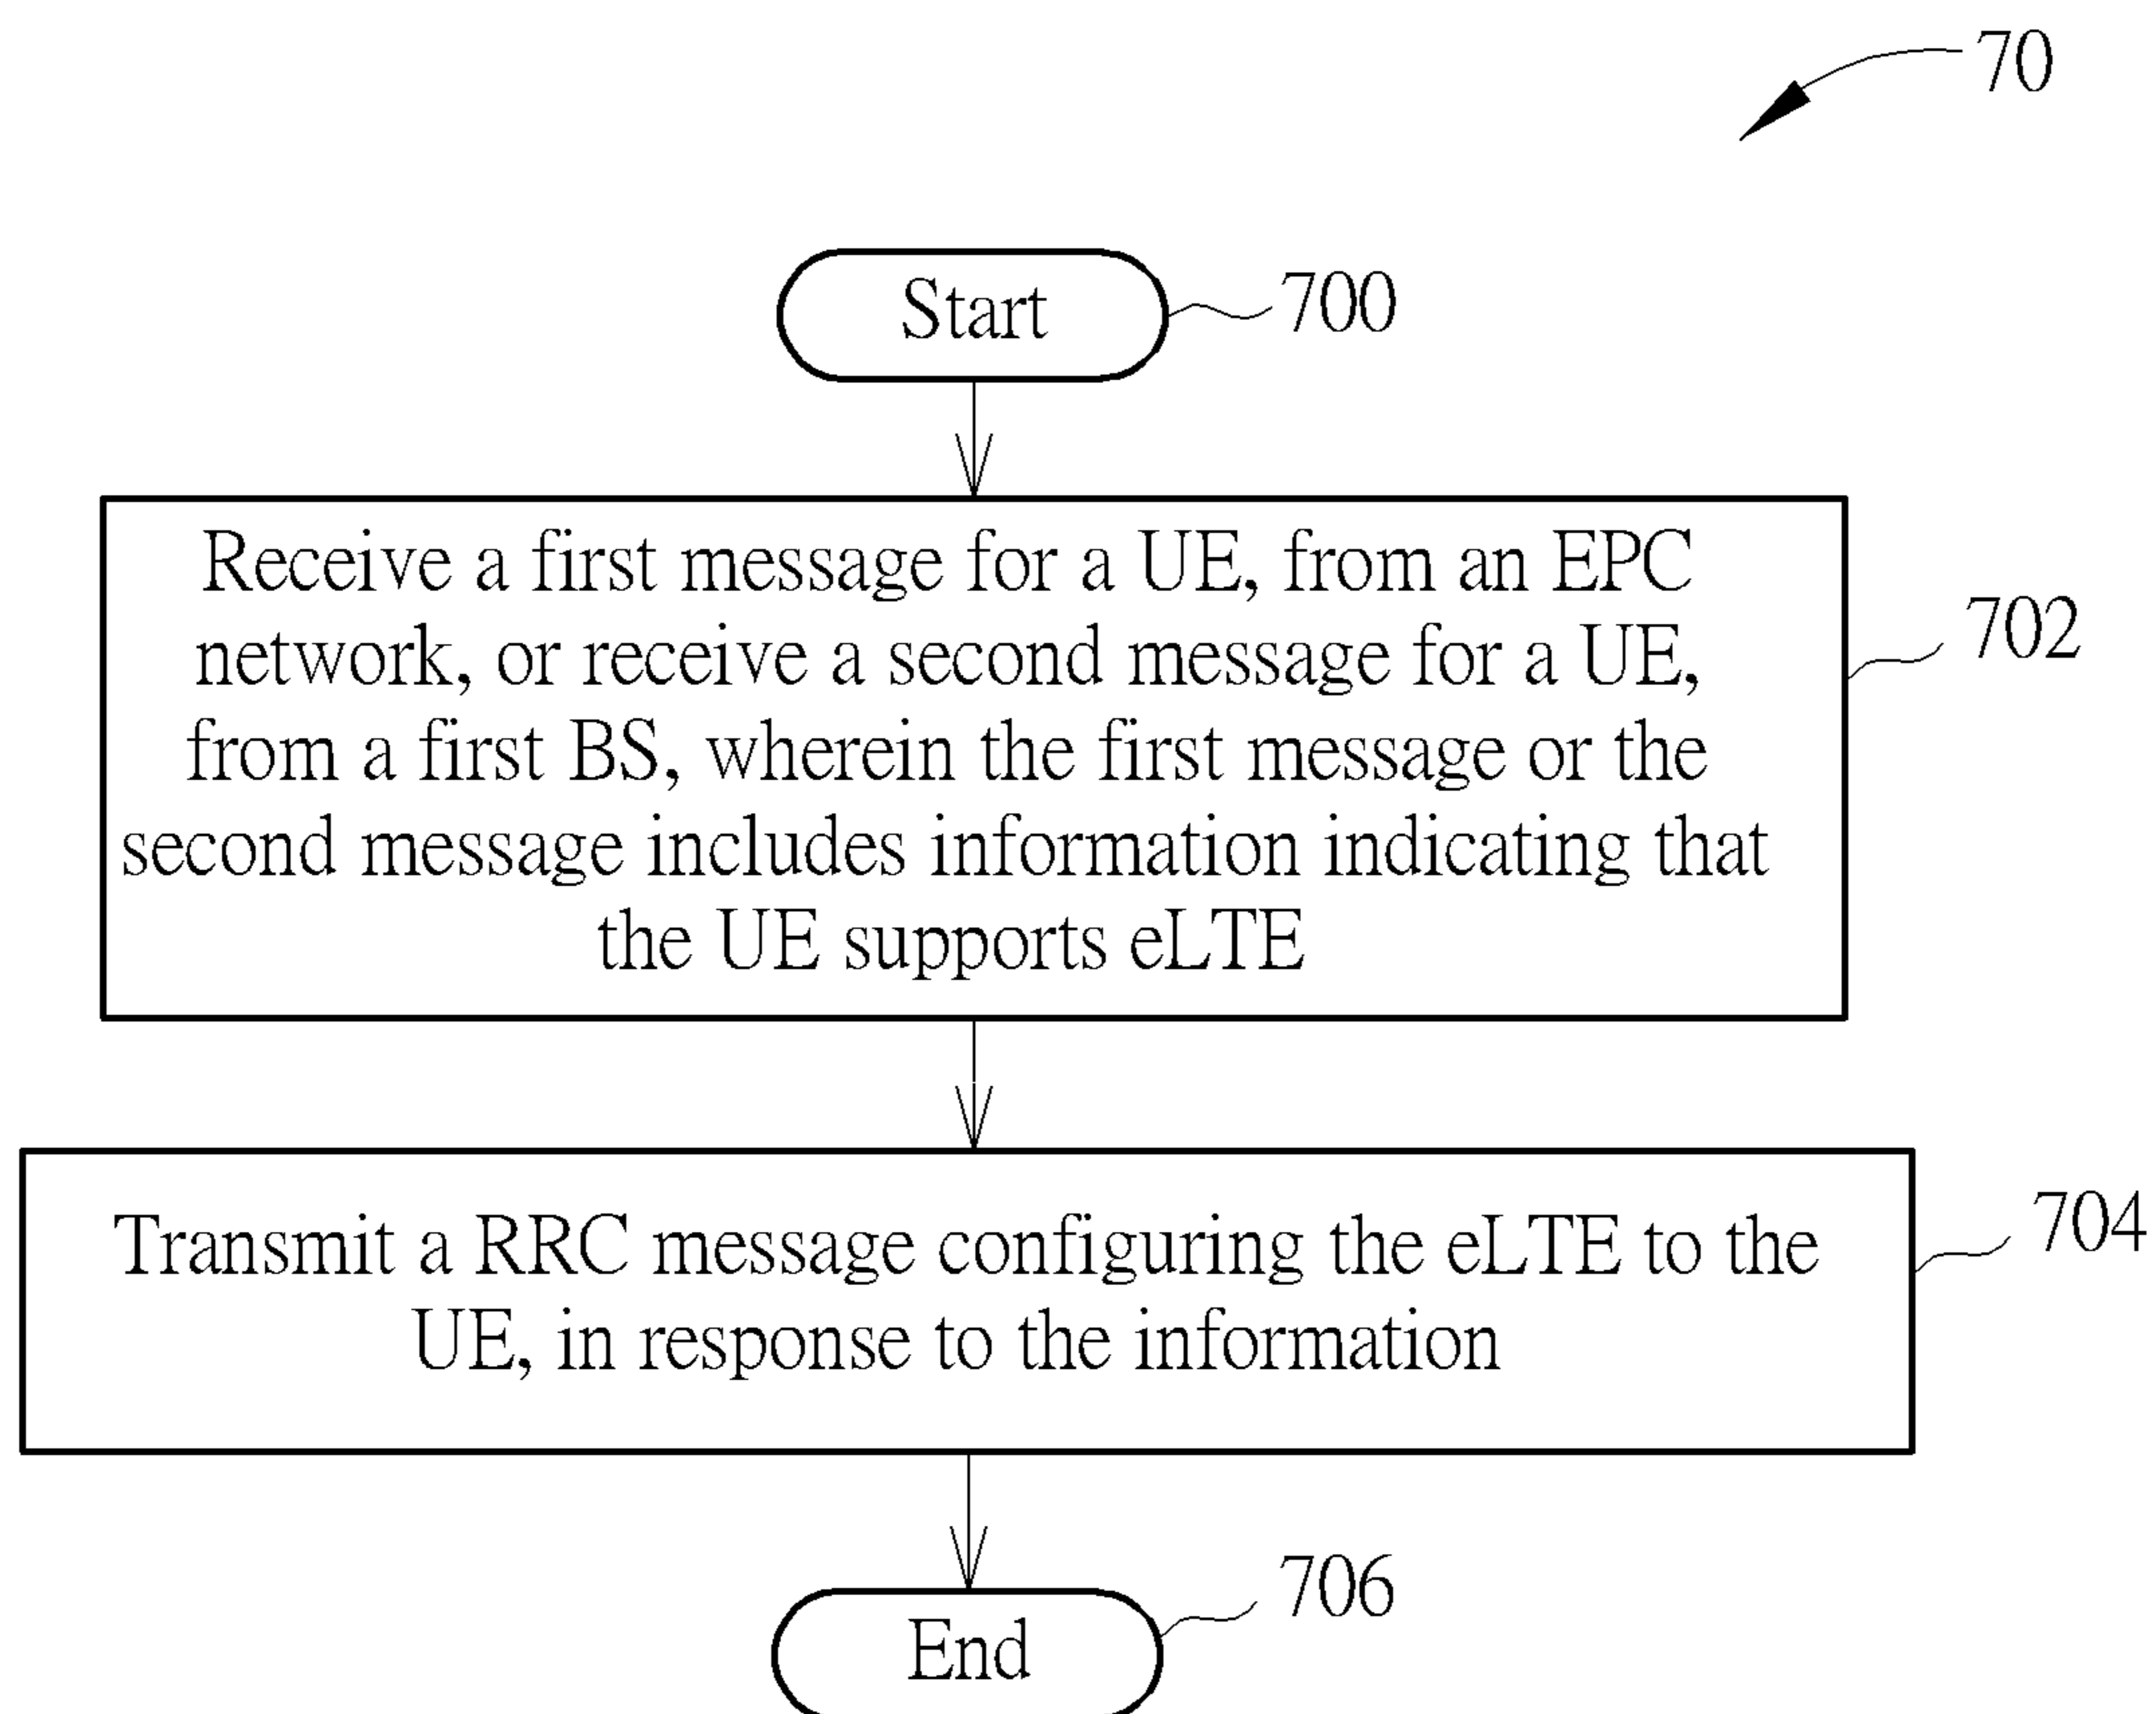 70
Start
700
Receive a first message for a UE, from an EPC
network, or receive a second message for a UE,
from a first BS, wherein the first message or the
second message includes information indicating that
the UE supports eLTE
702
Transmit a RRC message configuring the eLTE to the
UE, in response to the information
704
End
706